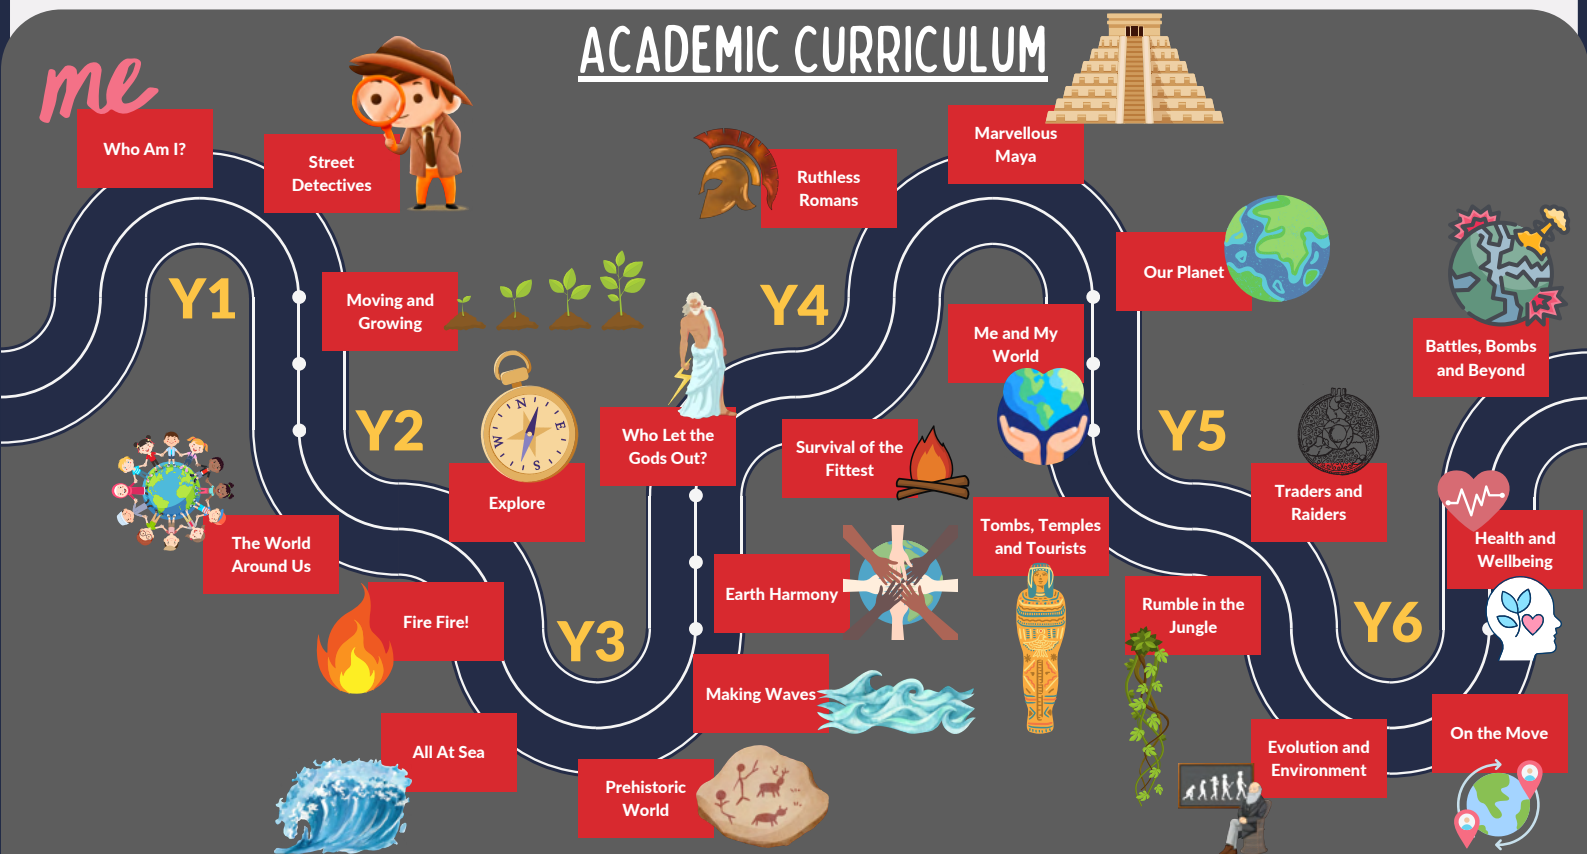 ACADEMIC CURRICULUM
me
Who Am I?
Street
Detectives
Y1
Moving and
Growing
Y2
N
E
S
W
Explore
The World
Around Us
Fire Fire!
All At Sea
Y3
Prehistoric
World
Making Waves
Earth Harmony
Who Let the
Gods Out?
Y4
Ruthless
Romans
Survival of the
Fittest
Marvellous
Maya
Me and My
World
Our Planet
Tombs, Temples
and Tourists
Y5
Rumble in the
Jungle
Traders and
Raiders
Evolution and
Environment
Y6
On the Move
Health and
Wellbeing
Battles, Bombs
and Beyond